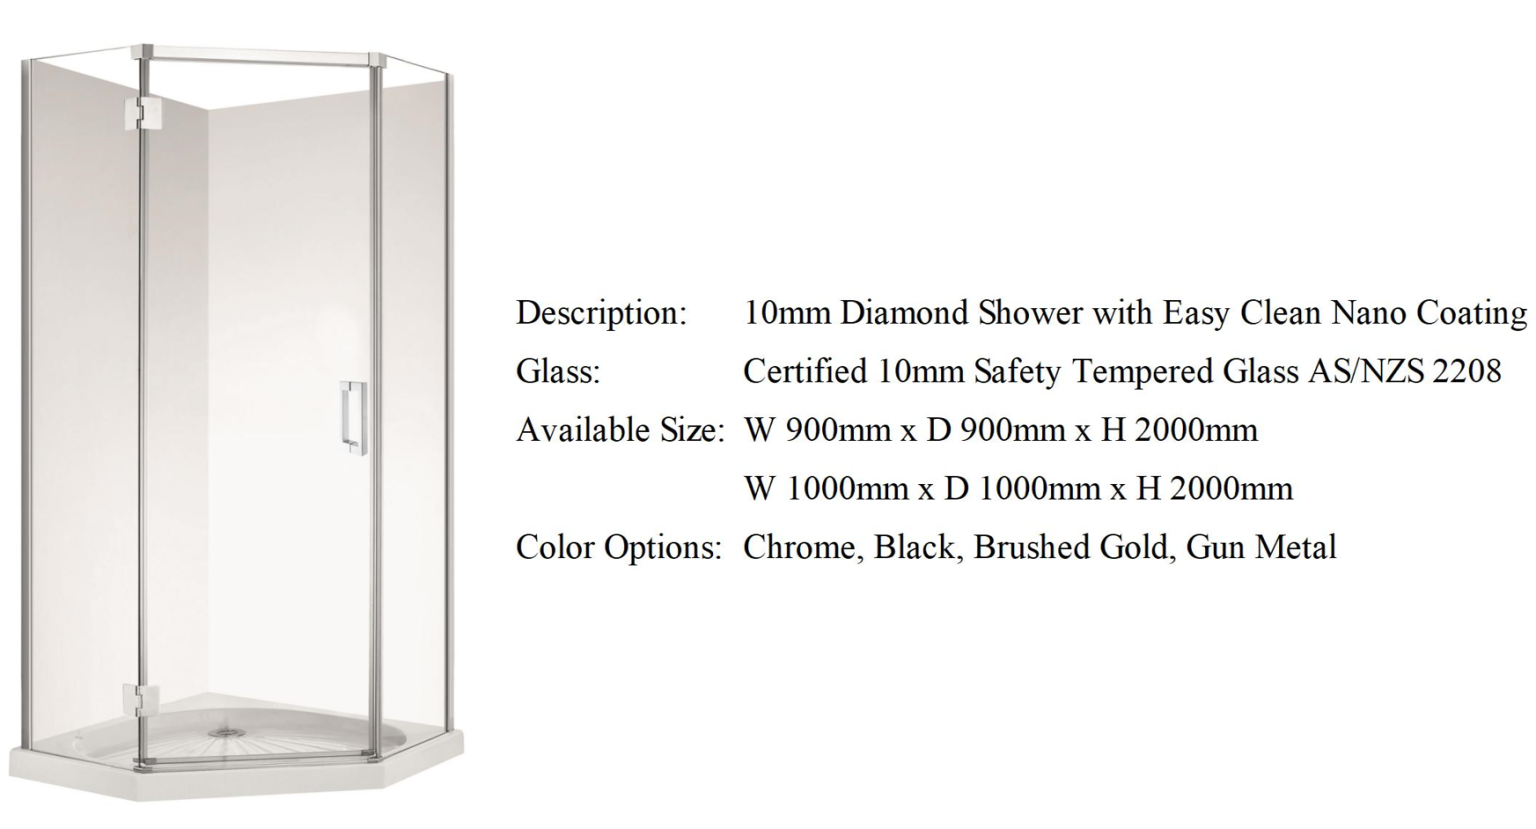 Description: 10mm Diamond Shower with Easy Clean Nano Coating
Glass: Certified 10mm Safety Tempered Glass AS/NZS 2208
Available Size: W 900mm x D 900mm x H 2000mm
W 1000mm x D 1000mm x H 2000mm
Color Options: Chrome, Black, Brushed Gold, Gun Metal